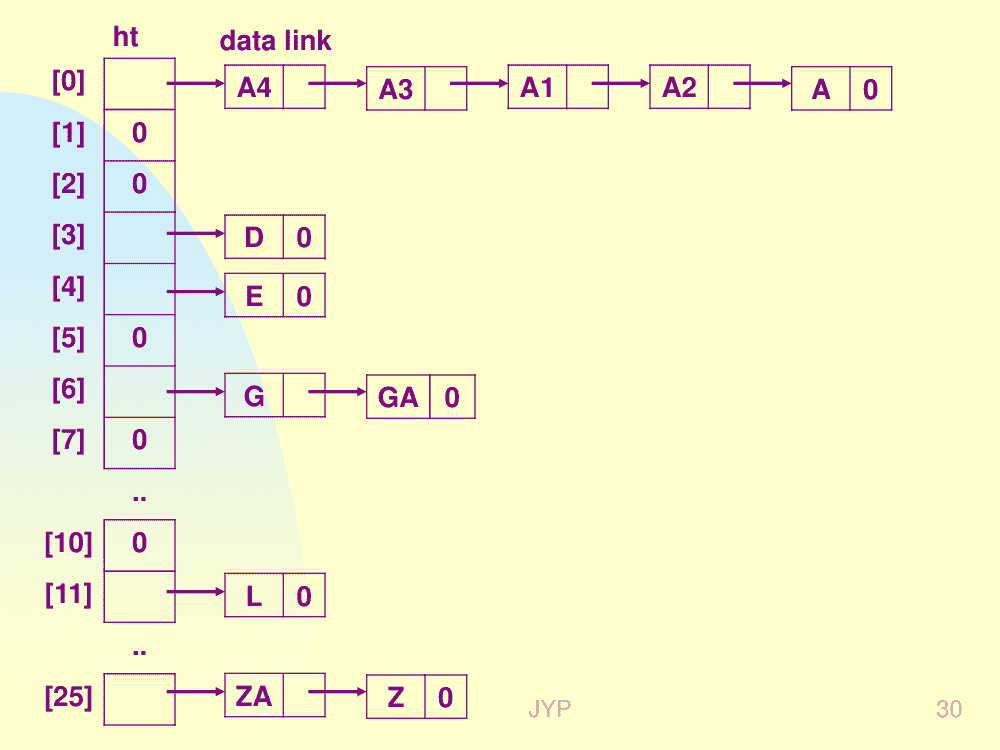 ht data link
[0] A4 A3 A1 A2 A 0
[1] 0
[2] 0
[3] D 0
[4] E 0
[5] 0
[6] G GA 0
[7] 0
..
[10] 0
[11] L 0
..
[25] ZA Z 0
JYP 30